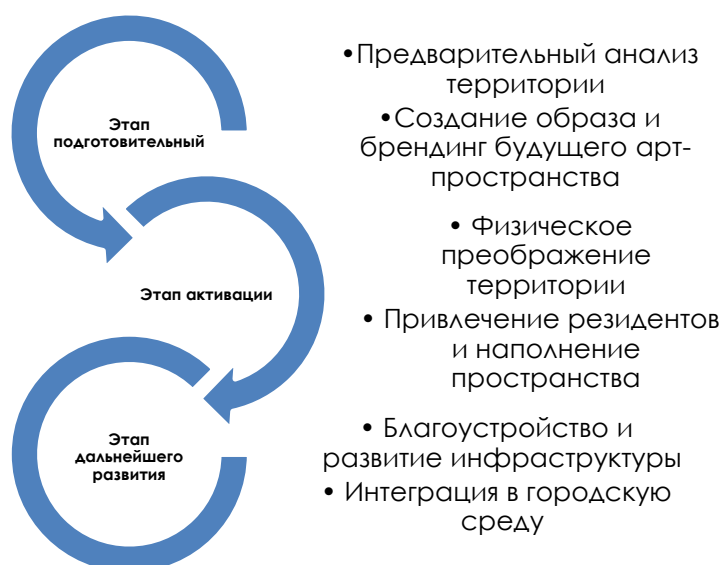 Этап
подготовительный
•Предварительный анализ
территории
•Создание образа и
брендинг будущего арт-
пространства
Этап активации
• Физическое
преображение
территории
• Привлечение резидентов
и наполнение
пространства
Этап
дальнейшего
развития
• Благоустройство и
развитие инфраструктуры
• Интеграция в городскую
среду